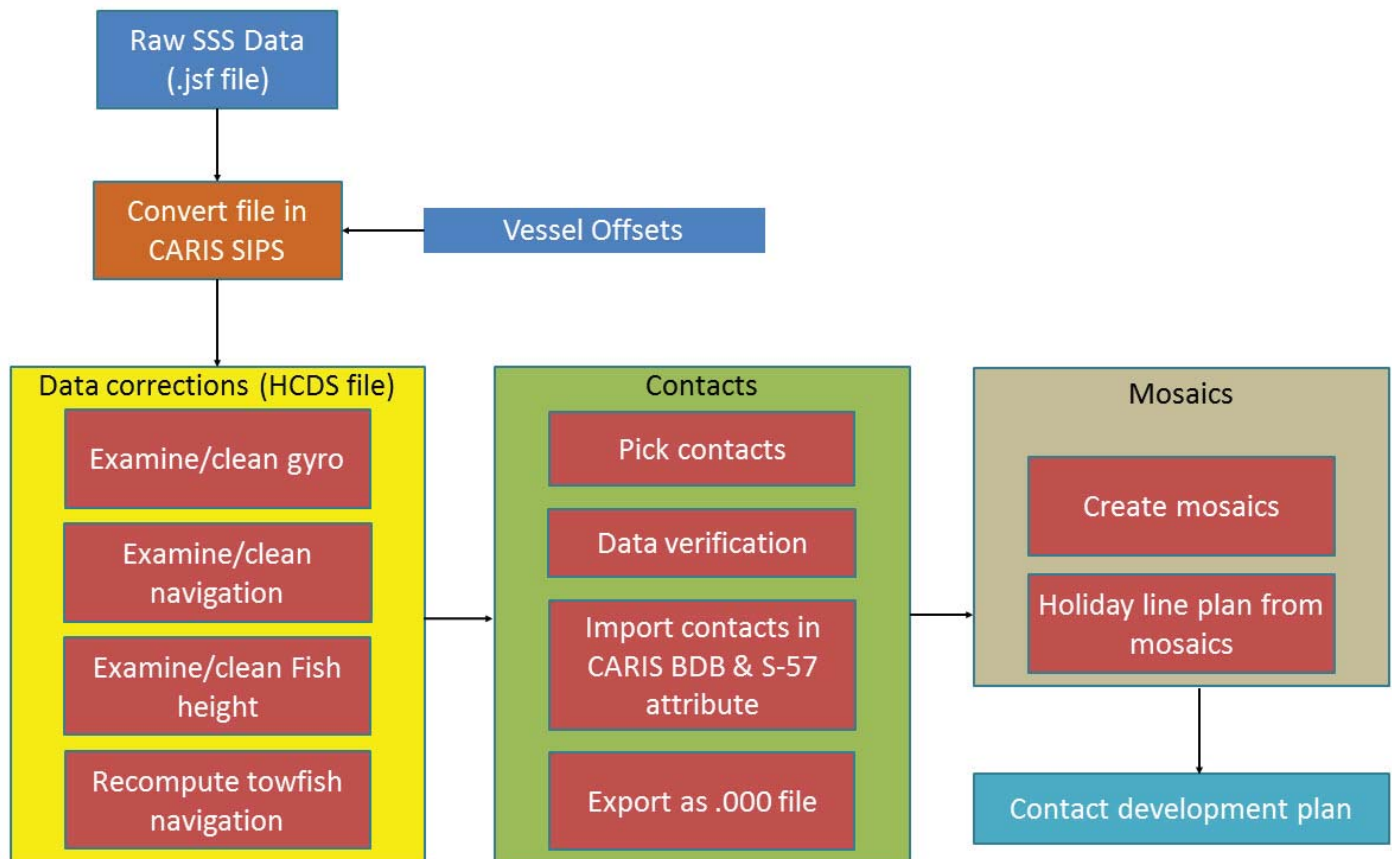 Raw SSS Data
(.jsf file)
Convert file in
CARIS SIPS
Vessel Offsets
Data corrections (HCDS file)
Examine/clean gyro
Examine/clean
navigation
Examine/clean Fish
height
Recompute towfish
navigation
Contacts
Pick contacts
Data verification
Import contacts in
CARIS BDB & S-57
attribute
Export as .000 file
Mosaics
Create mosaics
Holiday line plan from
mosaics
Contact development plan